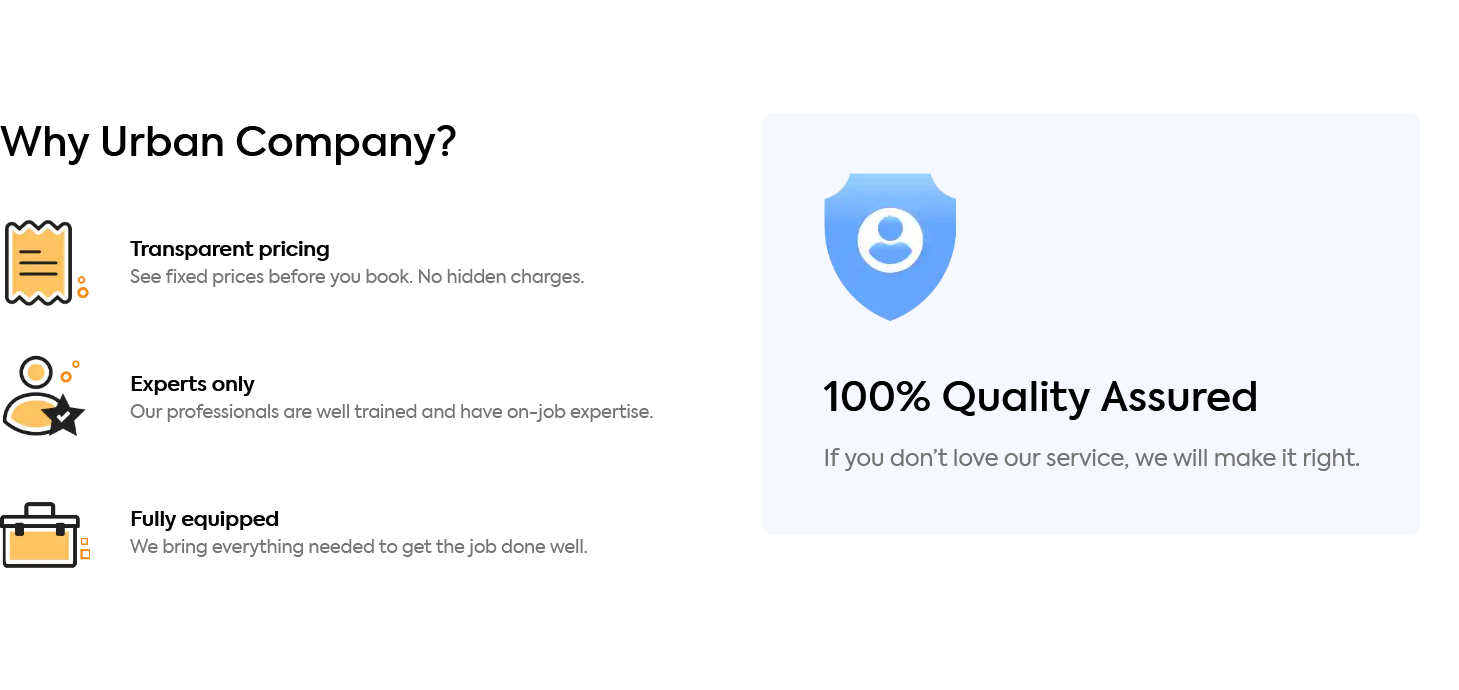 Why Urban Company?
Transparent pricing
See fixed prices before you book. No hidden charges.
Experts only
Our professionals are well trained and have on-job expertise.
Fully equipped
We bring everything needed to get the job done well.
100% Quality Assured
If you don’t love our service, we will make it right.